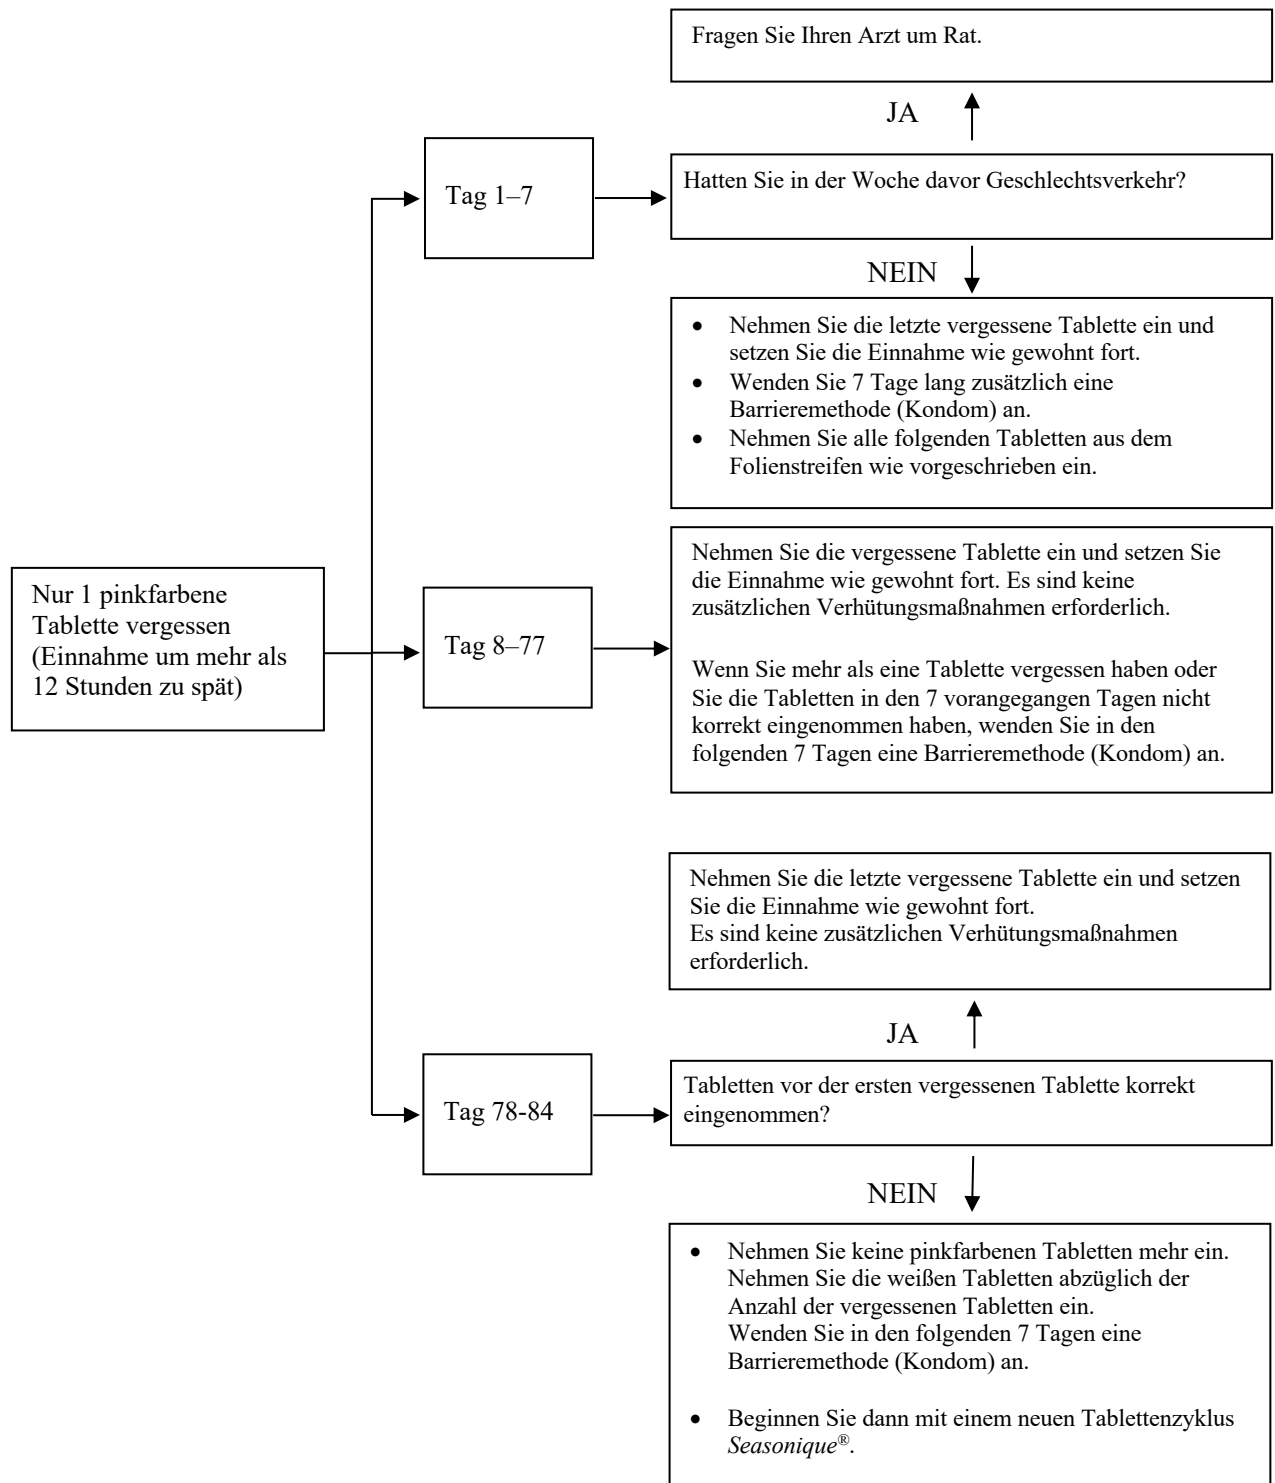 Fragen Sie Ihren Arzt um Rat.
JA
Tag 1–7
Hatten Sie in der Woche davor Geschlechtsverkehr?
NEIN
• Nehmen Sie die letzte vergessene Tablette ein und
setzen Sie die Einnahme wie gewohnt fort.
• Wenden Sie 7 Tage lang zusätzlich eine
Barrieremethode (Kondom) an.
• Nehmen Sie alle folgenden Tabletten aus dem
Folienstreifen wie vorgeschrieben ein.
Nur 1 pinkfarbene
Tablette vergessen
(Einnahme um mehr als
12 Stunden zu spät)
Tag 8–77
Nehmen Sie die vergessene Tablette ein und setzen Sie
die Einnahme wie gewohnt fort. Es sind keine
zusätzlichen Verhütungsmaßnahmen erforderlich.
Wenn Sie mehr als eine Tablette vergessen haben oder
Sie die Tabletten in den 7 vorangegangen Tagen nicht
korrekt eingenommen haben, wenden Sie in den
folgenden 7 Tagen eine Barrieremethode (Kondom) an.
Nehmen Sie die letzte vergessene Tablette ein und setzen
Sie die Einnahme wie gewohnt fort.
Es sind keine zusätzlichen Verhütungsmaßnahmen
erforderlich.
JA
Tag 78-84
Tabletten vor der ersten vergessenen Tablette korrekt
eingenommen?
NEIN
• Nehmen Sie keine pinkfarbenen Tabletten mehr ein.
Nehmen Sie die weißen Tabletten abzüglich der
Anzahl der vergessenen Tabletten ein.
Wenden Sie in den folgenden 7 Tagen eine
Barrieremethode (Kondom) an.
• Beginnen Sie dann mit einem neuen Tablettenzyklus
Seasonique®.